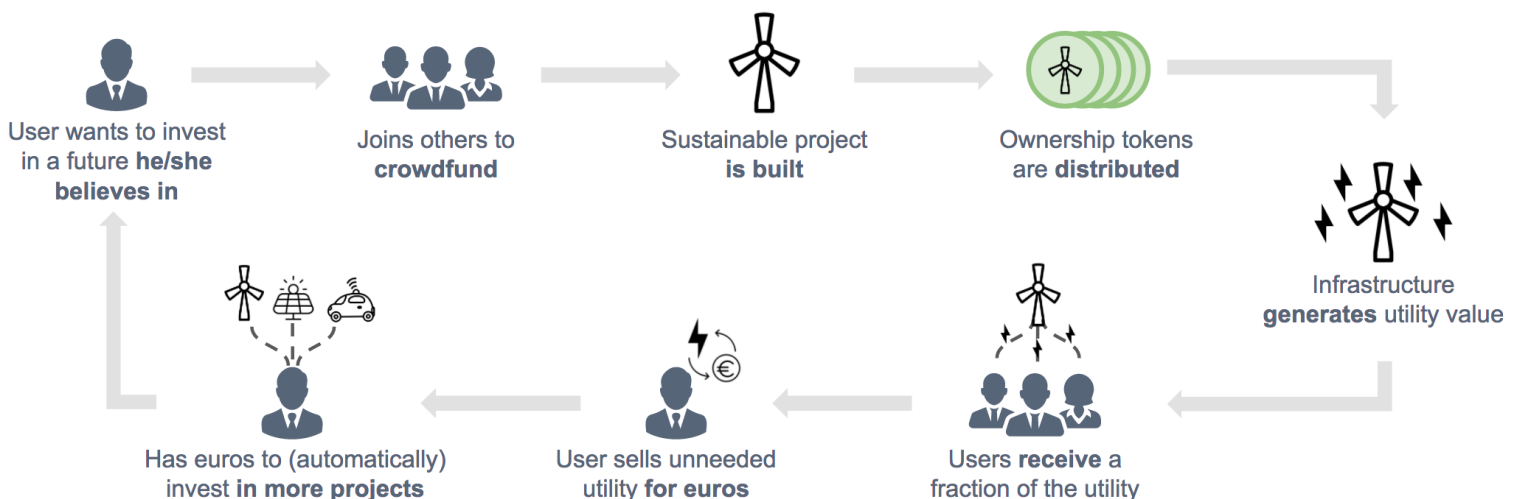 User wants to invest
in a future he/she
believes in
Joins others to
crowdfund
Sustainable project
is built
Ownership tokens
are distributed
Infrastructure
generates utility value
Users receive a
fraction of the utility
User sells unneeded
utility for euros
€
Has euros to (automatically)
invest in more projects